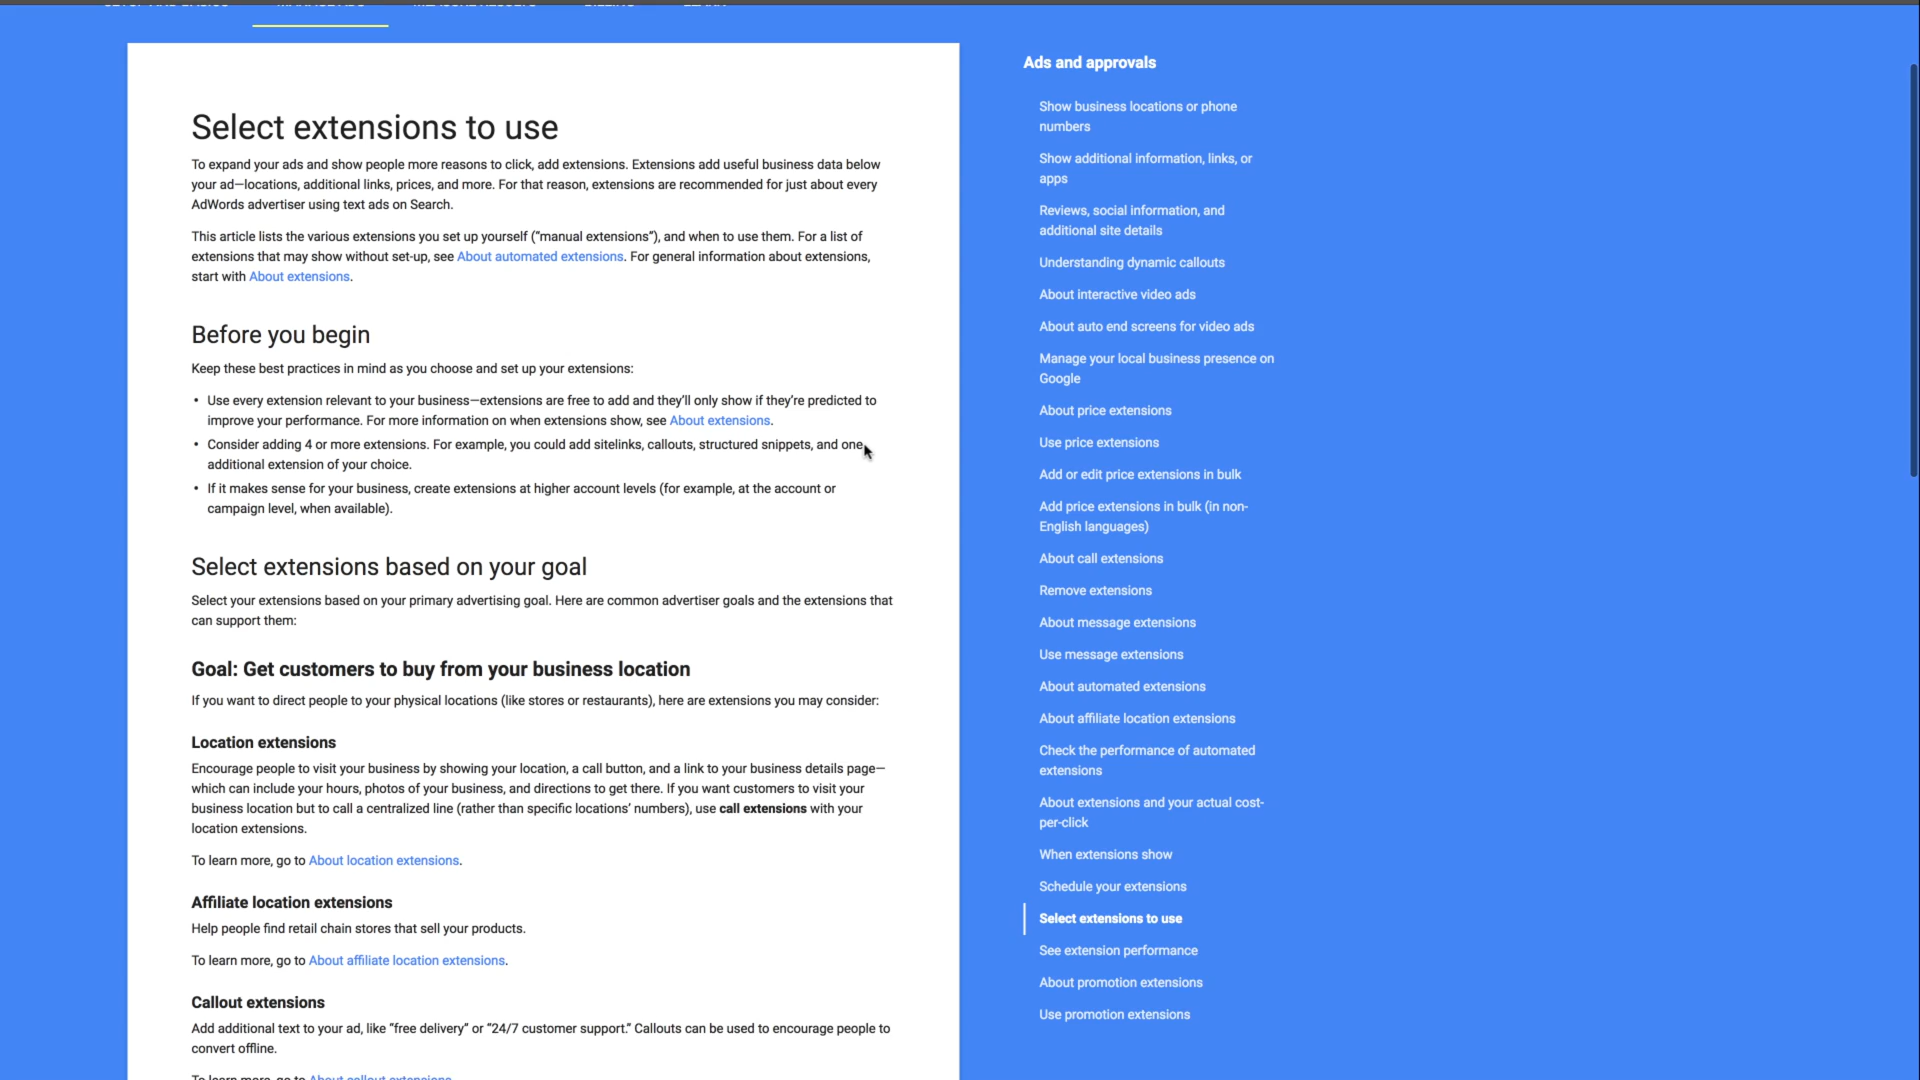 Select extensions to use
To expand your ads and show people more reasons to click, add extensions. Extensions add useful business data below
your ad—locations, additional links, prices, and more. For that reason, extensions are recommended for just about every
AdWords advertiser using text ads on Search.
This article lists the various extensions you set up yourself (“manual extensions”), and when to use them. For a list of
extensions that may show without set-up, see About automated extensions. For general information about extensions,
start with About extensions.
Before you begin
Keep these best practices in mind as you choose and set up your extensions:
• Use every extension relevant to your business—extensions are free to add and they’ll only show if they’re predicted to
improve your performance. For more information on when extensions show, see About extensions.
• Consider adding 4 or more extensions. For example, you could add sitelinks, callouts, structured snippets, and one
additional extension of your choice.
• If it makes sense for your business, create extensions at higher account levels (for example, at the account or
campaign level, when available).
Select extensions based on your goal
Select your extensions based on your primary advertising goal. Here are common advertiser goals and the extensions that
can support them:
Goal: Get customers to buy from your business location
If you want to direct people to your physical locations (like stores or restaurants), here are extensions you may consider:
Location extensions
Encourage people to visit your business by showing your location, a call button, and a link to your business details page—
which can include your hours, photos of your business, and directions to get there. If you want customers to visit your
business location but to call a centralized line (rather than specific locations’ numbers), use call extensions with your
location extensions.
To learn more, go to About location extensions.
Affiliate location extensions
Help people find retail chain stores that sell your products.
To learn more, go to About affiliate location extensions.
Callout extensions
Add additional text to your ad, like “free delivery” or “24/7 customer support.” Callouts can be used to encourage people to
convert offline.
To learn more, go to About callout extensions
Ads and approvals
Show business locations or phone
numbers
Show additional information, links, or
apps
Reviews, social information, and
additional site details
Understanding dynamic callouts
About interactive video ads
About auto end screens for video ads
Manage your local business presence on
Google
About price extensions
Use price extensions
Add or edit price extensions in bulk
Add price extensions in bulk (in non-
English languages)
About call extensions
Remove extensions
About message extensions
Use message extensions
About automated extensions
About affiliate location extensions
Check the performance of automated
extensions
About extensions and your actual cost-
per-click
When extensions show
Schedule your extensions
Select extensions to use
See extension performance
About promotion extensions
Use promotion extensions